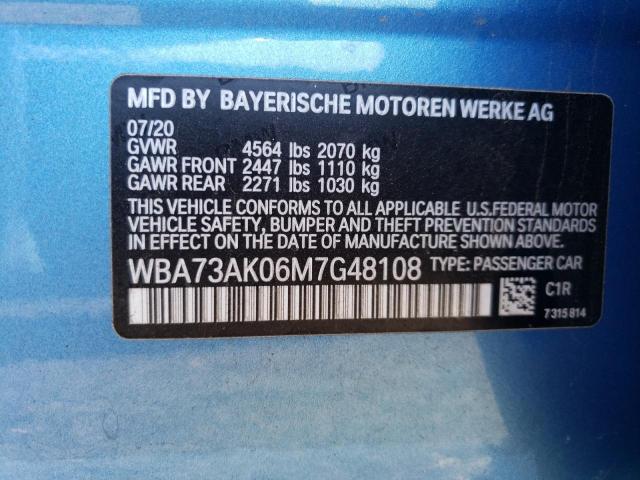 MFD BY BAYERISCHE MOTOREN WERKE AG
07/20
GVWR 4564 lbs 2070 kg
GAWR FRONT 2447 lbs 1110 kg
GAWR REAR 2271 lbs 1030 kg
THIS VEHICLE CONFORMS TO ALL APPLICABLE U.S.FEDERAL MOTOR
VEHICLE SAFETY, BUMPER AND THEFT PREVENTION STANDARDS
IN EFFECT ON THE DATE OF MANUFACTURE SHOWN ABOVE.
WBA73AK06M7G48108 TYPE: PASSENGER CAR
C1R
7315814